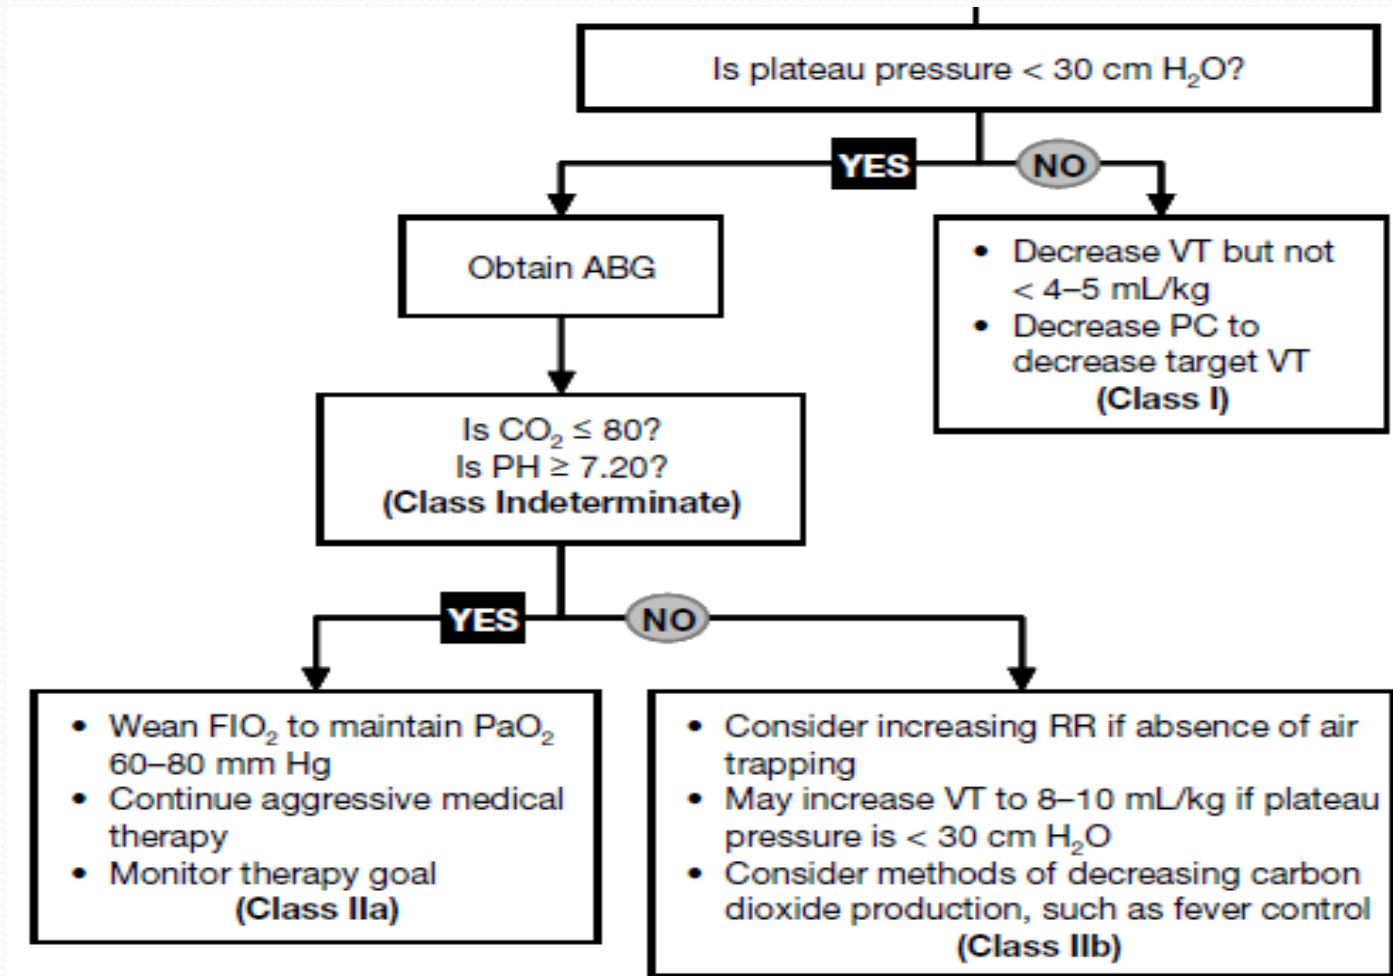 Is plateau pressure < 30 cm H₂O?
YES
NO
Obtain ABG
• Decrease VT but not
< 4–5 mL/kg
• Decrease PC to
decrease target VT
(Class I)
Is CO₂ ≤ 80?
Is PH ≥ 7.20?
(Class Indeterminate)
YES
NO
• Wean FIO₂ to maintain PaO₂
60–80 mm Hg
• Continue aggressive medical
therapy
• Monitor therapy goal
(Class IIa)
• Consider increasing RR if absence of air
trapping
• May increase VT to 8–10 mL/kg if plateau
pressure is < 30 cm H₂O
• Consider methods of decreasing carbon
dioxide production, such as fever control
(Class IIb)